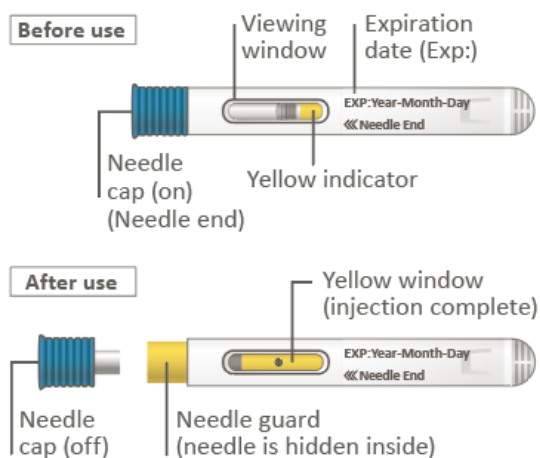 Before use
Viewing
window
Expiration
date (Exp:)
EXP:Year-Month-Day
⋘Needle End
Needle
cap (on)
(Needle end)
Yellow indicator
After use
Yellow window
(injection complete)
EXP:Year-Month-Day
⋘Needle End
Needle
cap (off)
Needle guard
(needle is hidden inside)